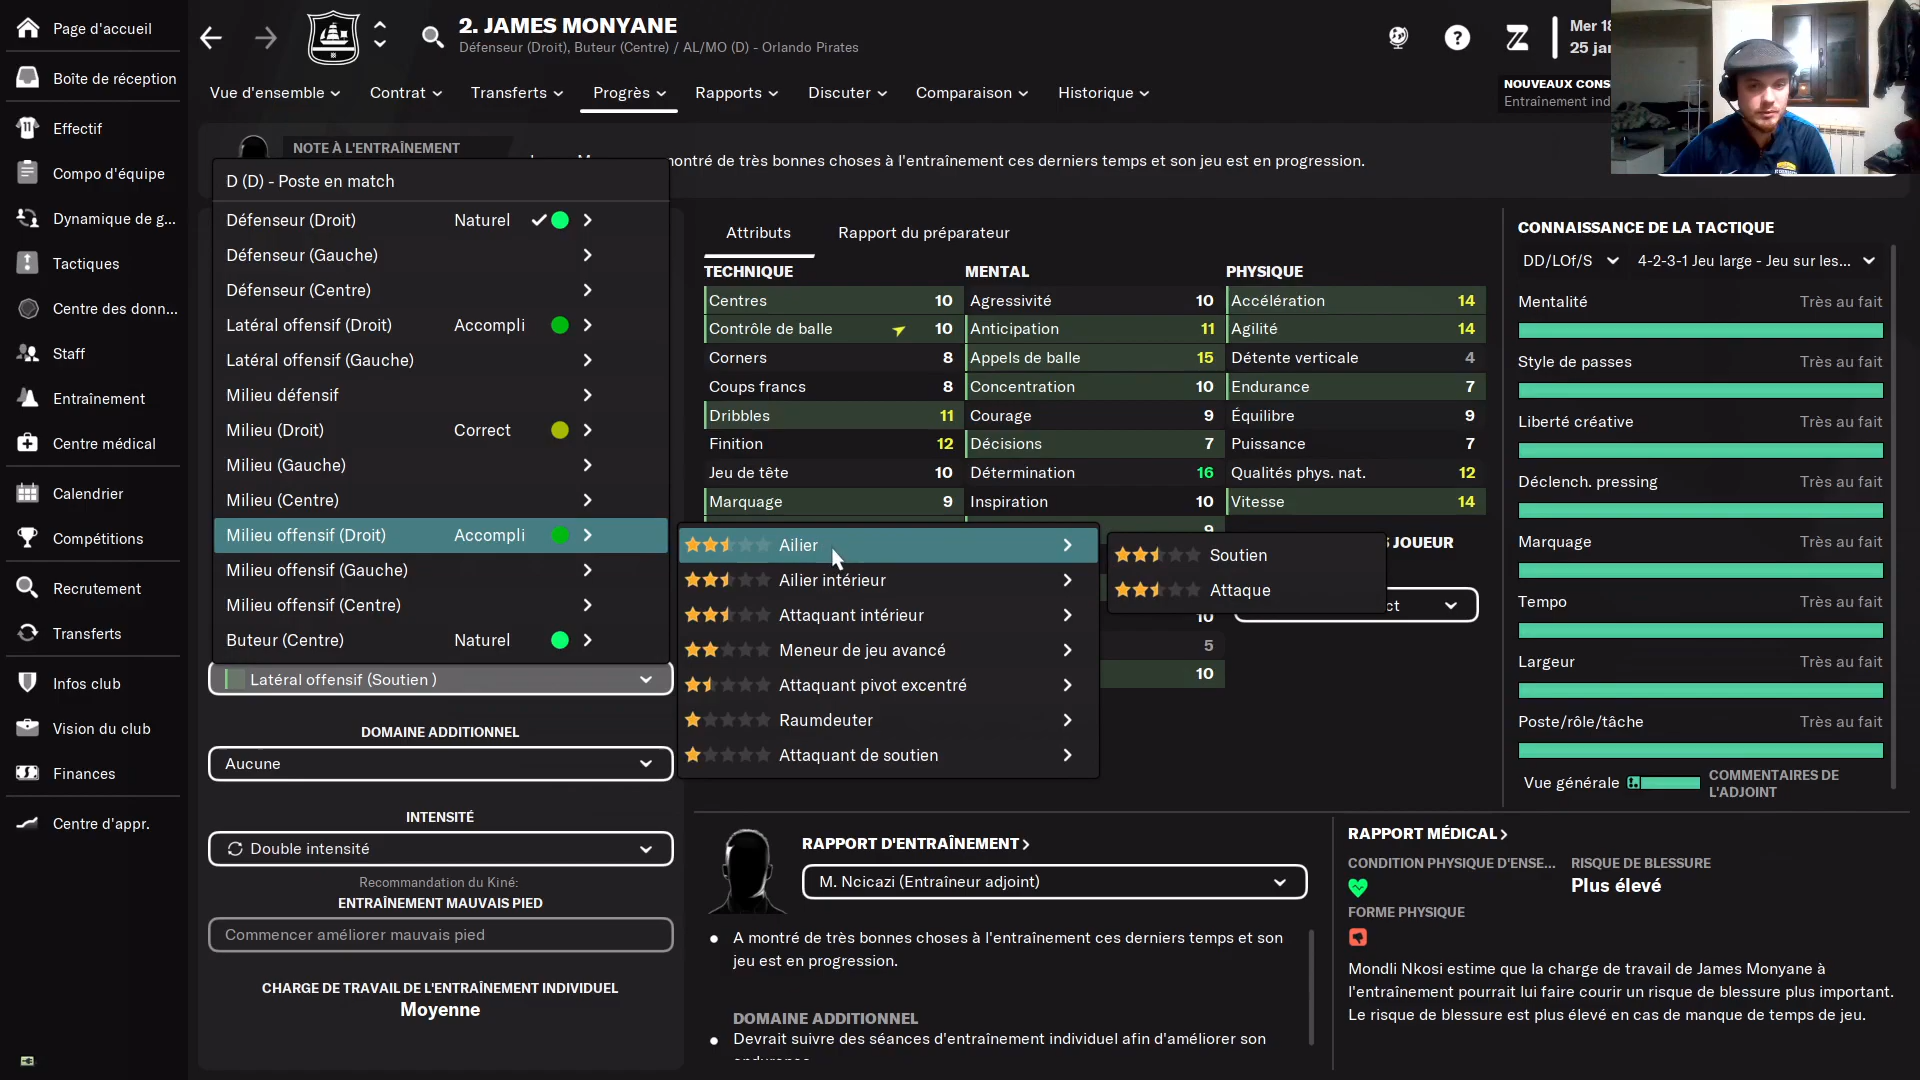 Page d'accueil
Boîte de réception
Effectif
Compo d'équipe
Dynamique de g...
Tactiques
Centre des donn...
Staff
Entraînement
Centre médical
Calendrier
Compétitions
Recrutement
Transferts
Infos club
Vision du club
Finances
Centre d'appr.
2. JAMES MONYANE
Défenseur (Droit), Buteur (Centre) / AL/MO (D) - Orlando Pirates
Mer 18
25 jan
NOUVEAUX CONS
Entrainement ind
Vue d'ensemble
Contrat
Transferts
Progrès
Rapports
Discuter
Comparaison
Historique
NOTE À L'ENTRAÎNEMENT
montré de très bonnes choses à l'entraînement ces derniers temps et son jeu est en progression.
D (D) - Poste en match
Défenseur (Droit) Naturel
Défenseur (Gauche)
Défenseur (Centre)
Latéral offensif (Droit) Accompli
Latéral offensif (Gauche)
Milieu défensif
Milieu (Droit) Correct
Milieu (Gauche)
Milieu (Centre)
Milieu offensif (Droit) Accompli
Milieu offensif (Gauche)
Milieu offensif (Centre)
Buteur (Centre) Naturel
Latéral offensif (Soutien )
DOMAINE ADDITIONNEL
Aucune
INTENSITÉ
Double intensité
Recommandation du Kiné:
ENTRAÎNEMENT MAUVAIS PIED
Commencer améliorer mauvais pied
CHARGE DE TRAVAIL DE L'ENTRAÎNEMENT INDIVIDUEL
Moyenne
Attributs
Rapport du préparateur
TECHNIQUE
Centres 10
Contrôle de balle 10
Corners 8
Coups francs 8
Dribbles 11
Finition 12
Jeu de tête 10
Marquage 9
MENTAL
Agressivité 10
Anticipation 11
Appels de balle 15
Concentration 10
Courage 9
Décisions 7
Détermination 16
Inspiration 10
9
10
5
10
PHYSIQUE
Accélération 14
Agilité 14
Détente verticale 4
Endurance 7
Équilibre 9
Puissance 7
Qualités phys. nat. 12
Vitesse 14
JOUEUR
ct
Ailier
Ailier intérieur
Attaquant intérieur
Meneur de jeu avancé
Attaquant pivot excentré
Raumdeuter
Attaquant de soutien
Soutien
Attaque
CONNAISSANCE DE LA TACTIQUE
DD/LOf/S
4-2-3-1 Jeu large - Jeu sur les...
Mentalité Très au fait
Style de passes Très au fait
Liberté créative Très au fait
Déclench. pressing Très au fait
Marquage Très au fait
Tempo Très au fait
Largeur Très au fait
Poste/rôle/tâche Très au fait
Vue générale
COMMENTAIRES DE
L'ADJOINT
RAPPORT D'ENTRAÎNEMENT
M. Ncicazi (Entraîneur adjoint)
A montré de très bonnes choses à l'entraînement ces derniers temps et son
jeu est en progression.
DOMAINE ADDITIONNEL
Devrait suivre des séances d'entraînement individuel afin d'améliorer son
RAPPORT MÉDICAL
CONDITION PHYSIQUE D'ENSE...
RISQUE DE BLESSURE
Plus élevé
FORME PHYSIQUE
Mondli Nkosi estime que la charge de travail de James Monyane à
l'entraînement pourrait lui faire courir un risque de blessure plus important.
Le risque de blessure est plus élevé en cas de manque de temps de jeu.